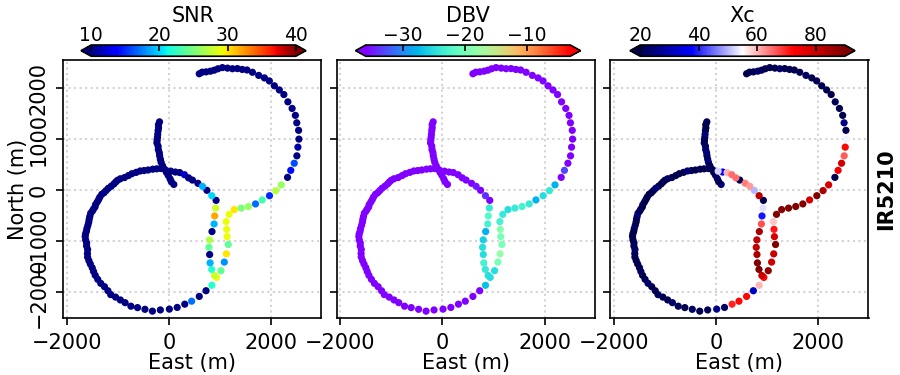 SNR DBV Xc
10 20 30 40 −30 −20 −10 20 40 60 80
North (m)
2000
1000
0
−1000
−2000
−2000 0 2000 −2000 0 2000 −2000 0 2000
East (m) East (m) East (m)
IR5210